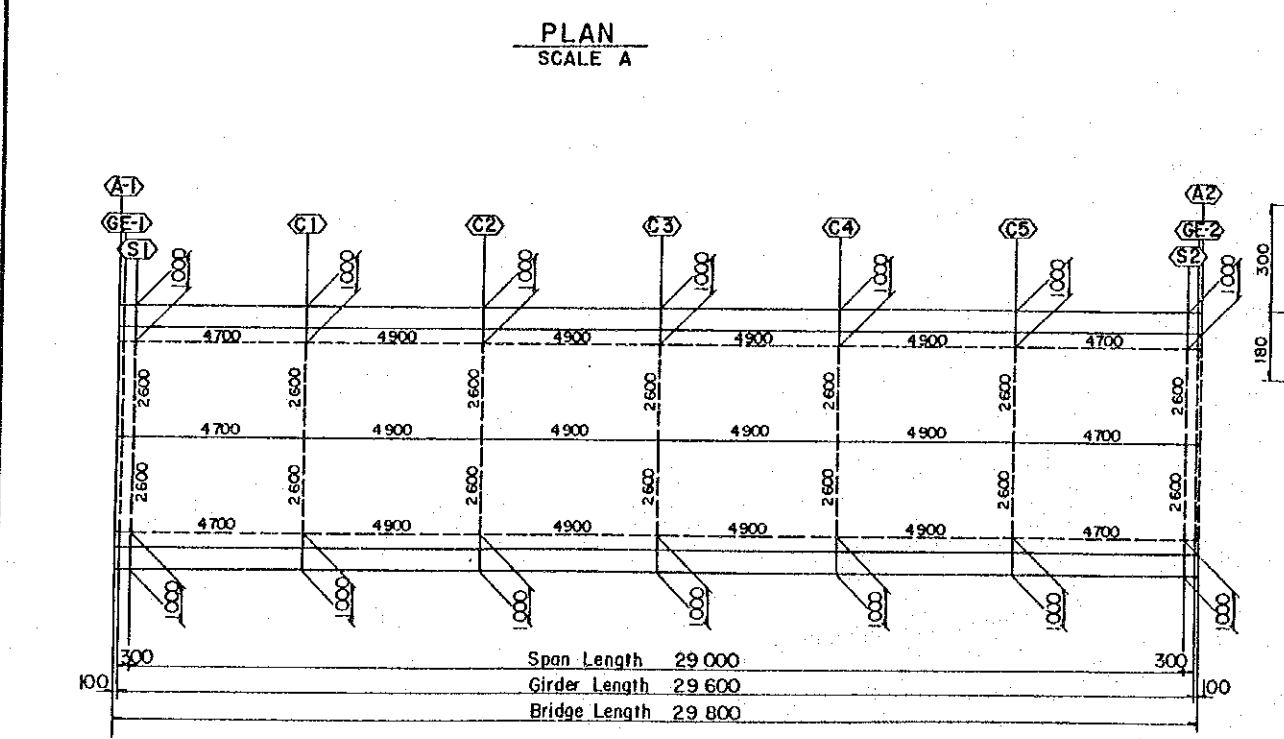 PLAN
SCALE A
A-1 A2
GE-1 C1 C2 C3 C4 C5 GE-2
S1 S2
1000 1000 1000 1000 1000 1000 1000
300
4700 4900 4900 4900 4900 4700
180
2600 2600 2600 2600 2600 2600 2600
4700 4900 4900 4900 4900 4700
2600 2600 2600 2600 2600 2600 2600
4700 4900 4900 4900 4900 4700
1000 1000 1000 1000 1000 1000 1000
300 Span Length 29 000 300
100 Girder Length 29 600 100
Bridge Length 29 800